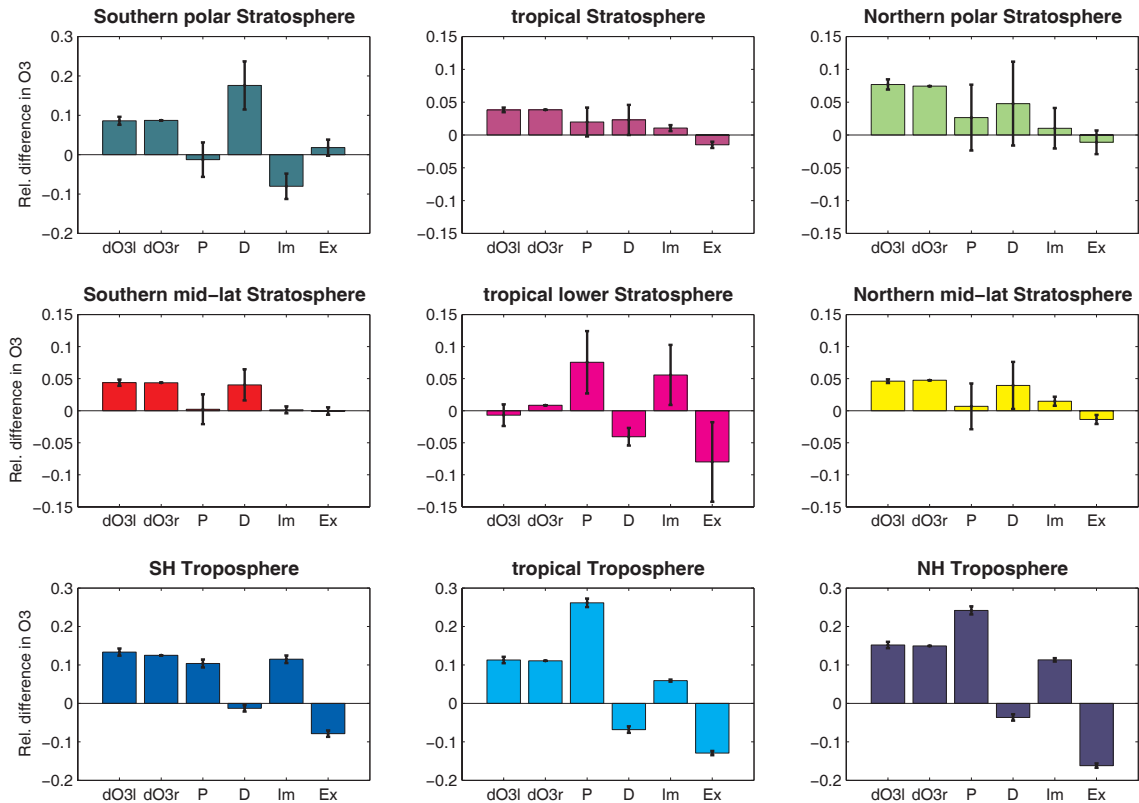 Southern polar Stratosphere
0.3
0.2
0.1
0
−0.1
−0.2
Rel. difference in O3
dO3l dO3r P D Im Ex
tropical Stratosphere
0.15
0.1
0.05
0
−0.05
−0.1
−0.15
dO3l dO3r P D Im Ex
Northern polar Stratosphere
0.15
0.1
0.05
0
−0.05
−0.1
−0.15
dO3l dO3r P D Im Ex
Southern mid−lat Stratosphere
0.15
0.1
0.05
0
−0.05
−0.1
−0.15
Rel. difference in O3
dO3l dO3r P D Im Ex
tropical lower Stratosphere
0.15
0.1
0.05
0
−0.05
−0.1
−0.15
dO3l dO3r P D Im Ex
Northern mid−lat Stratosphere
0.15
0.1
0.05
0
−0.05
−0.1
−0.15
dO3l dO3r P D Im Ex
SH Troposphere
0.3
0.2
0.1
0
−0.1
−0.2
Rel. difference in O3
dO3l dO3r P D Im Ex
tropical Troposphere
0.3
0.2
0.1
0
−0.1
−0.2
dO3l dO3r P D Im Ex
NH Troposphere
0.3
0.2
0.1
0
−0.1
−0.2
dO3l dO3r P D Im Ex